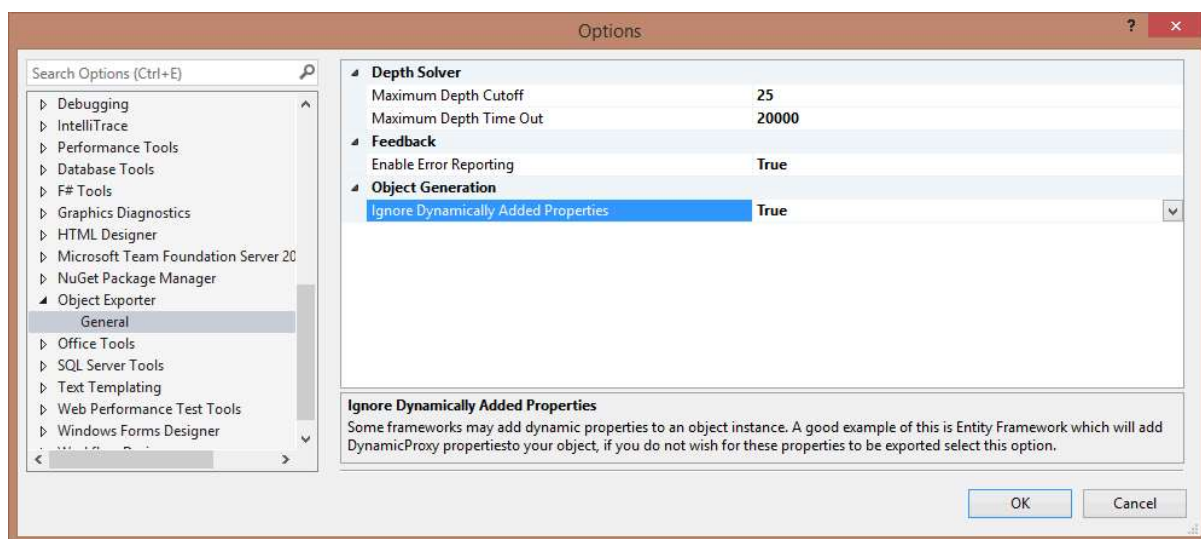 Options
?
×
Search Options (Ctrl+E)
Debugging
IntelliTrace
Performance Tools
Database Tools
F# Tools
Graphics Diagnostics
HTML Designer
Microsoft Team Foundation Server 20
NuGet Package Manager
Object Exporter
General
Office Tools
SQL Server Tools
Text Templating
Web Performance Test Tools
Windows Forms Designer
Depth Solver
Maximum Depth Cutoff 25
Maximum Depth Time Out 20000
Feedback
Enable Error Reporting True
Object Generation
Ignore Dynamically Added Properties True
Ignore Dynamically Added Properties
Some frameworks may add dynamic properties to an object instance. A good example of this is Entity Framework which will add
DynamicProxy propertiesto your object, if you do not wish for these properties to be exported select this option.
OK
Cancel